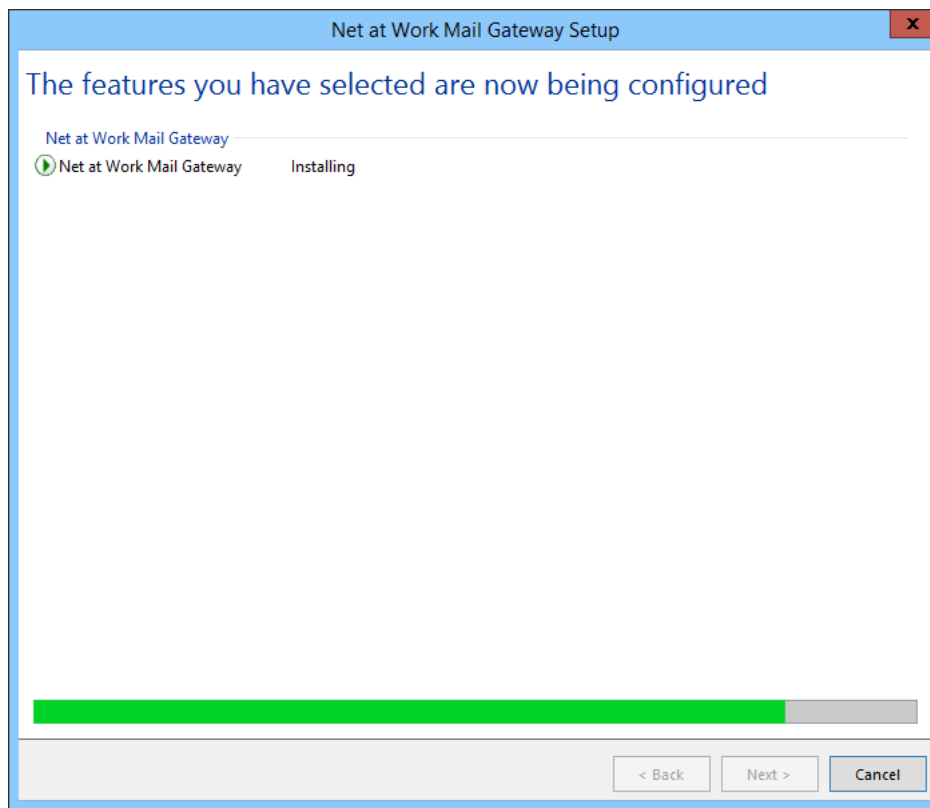 Net at Work Mail Gateway Setup
x
The features you have selected are now being configured
Net at Work Mail Gateway
Net at Work Mail Gateway Installing
< Back Next > Cancel